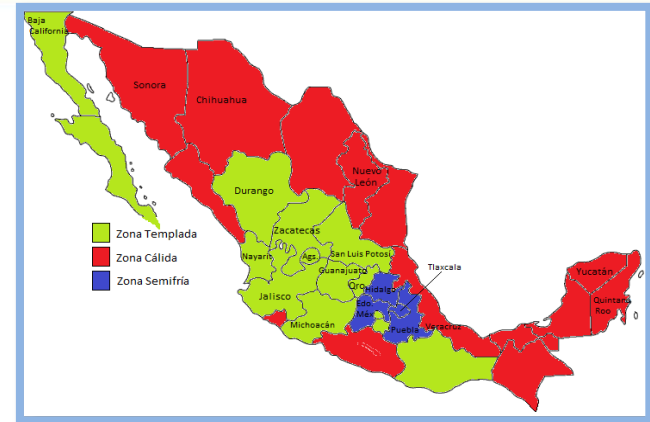 Baja
California
Sonora
Chihuahua
Nuevo
León
Durango
Zacatecas
Nayarit
Ags.
San Luis Potosí
Guanajuato
Qro.
Hidalgo
Tlaxcala
Jalisco
Edo.
Méx
Michoacán
Puebla
Veracruz
Yucatán
Quintana
Roo
Zona Templada
Zona Cálida
Zona Semifría